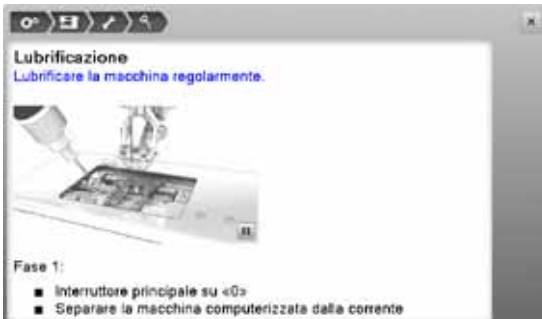 Lubrificazione
Lubrificare la macchina regolarmente.
Fase 1:
Interruttore principale su «0»
Separare la macchina computerizzata dalla corrente